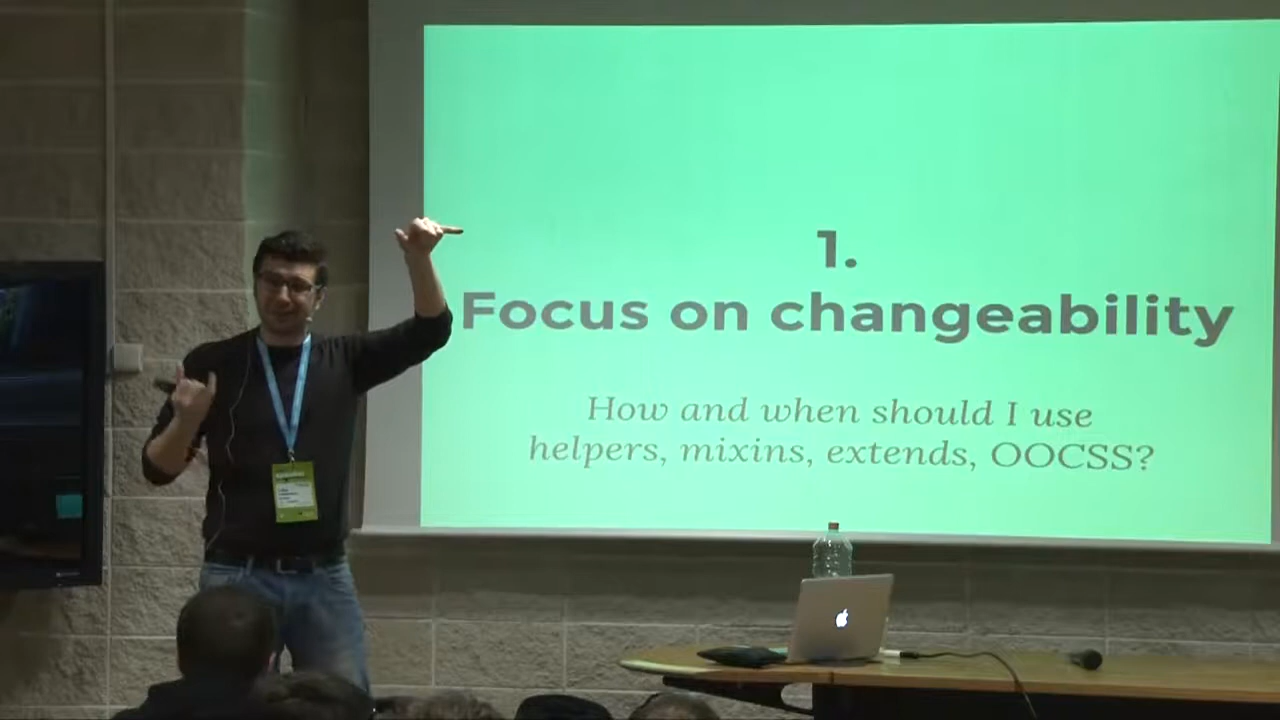 1.
Focus on changeability
How and when should I use
helpers, mixins, extends, OOCSS?